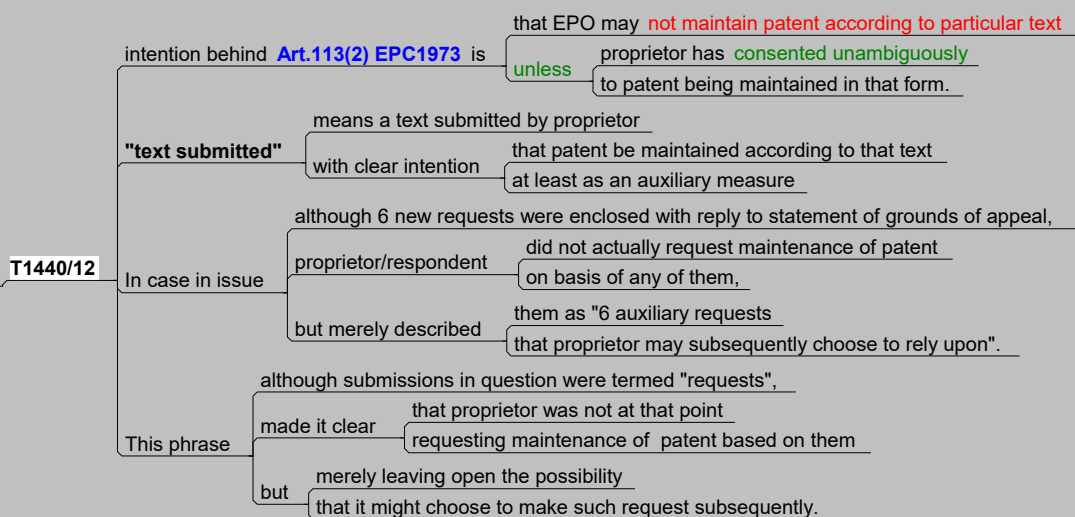 T1440/12
intention behind Art.113(2) EPC1973 is
that EPO may not maintain patent according to particular text
unless
proprietor has consented unambiguously
to patent being maintained in that form.
"text submitted"
means a text submitted by proprietor
with clear intention
that patent be maintained according to that text
at least as an auxiliary measure
In case in issue
although 6 new requests were enclosed with reply to statement of grounds of appeal,
proprietor/respondent
did not actually request maintenance of patent
on basis of any of them,
but merely described
them as "6 auxiliary requests
that proprietor may subsequently choose to rely upon".
This phrase
although submissions in question were termed "requests",
made it clear
that proprietor was not at that point
requesting maintenance of patent based on them
but
merely leaving open the possibility
that it might choose to make such request subsequently.